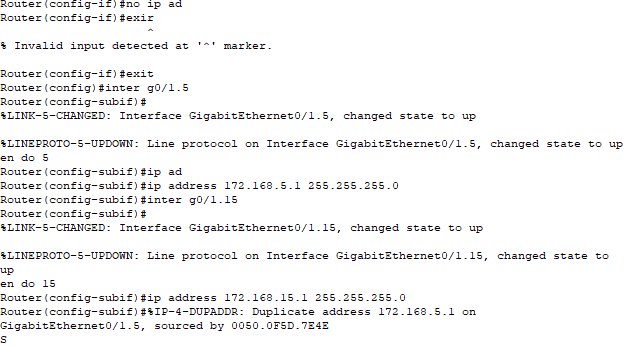 Router(config-if)#no ip ad
Router(config-if)#exir
^
% Invalid input detected at '^' marker.
Router(config-if)#exit
Router(config)#inter g0/1.5
Router(config-subif)#
%LINK-5-CHANGED: Interface GigabitEthernet0/1.5, changed state to up
%LINEPROTO-5-UPDOWN: Line protocol on Interface GigabitEthernet0/1.5, changed state to up
en do 5
Router(config-subif)#ip ad
Router(config-subif)#ip address 172.168.5.1 255.255.255.0
Router(config-subif)#inter g0/1.15
Router(config-subif)#
%LINK-5-CHANGED: Interface GigabitEthernet0/1.15, changed state to up
%LINEPROTO-5-UPDOWN: Line protocol on Interface GigabitEthernet0/1.15, changed state to
up
en do 15
Router(config-subif)#ip address 172.168.15.1 255.255.255.0
Router(config-subif)#%IP-4-DUPADDR: Duplicate address 172.168.5.1 on
GigabitEthernet0/1.5, sourced by 0050.0F5D.7E4E
S